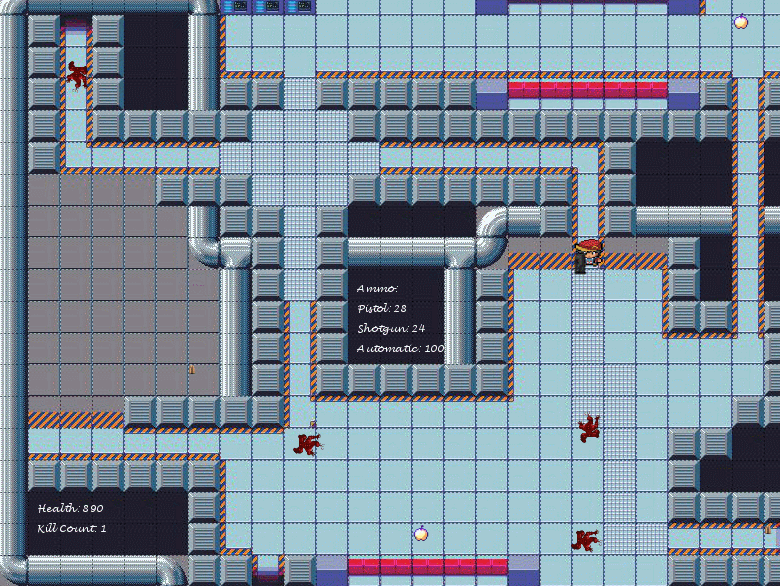 Ammo:
Pistol: 28
Shotgun: 24
Automatic: 100
Health: 890
Kill Count: 1